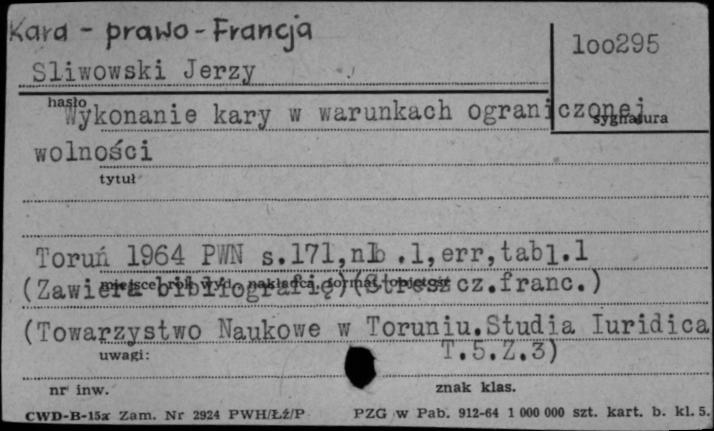 Kara - prawo - Francja
100295
Sliwowski Jerzy
hasło
Wykonanie kary w warunkach ograniczonej
sygnatura
wolności
tytuł
Toruń 1964 PWN s.171,nlb.1,err,tabl.1
miejsce, rok wyd., nakładca, format, objętość
(Zawiera bibliografię)(Streszcz.franc.)
(Towarzystwo Naukowe w Toruniu.Studia Iuridica
uwagi:
T.5.Z.3)
nr inw.
znak klas.
CWD-B-15x Zam. Nr 2924 PWH/Łź/P PZG w Pab. 912-64 1 000 000 szt. kart. b. kl. 5.